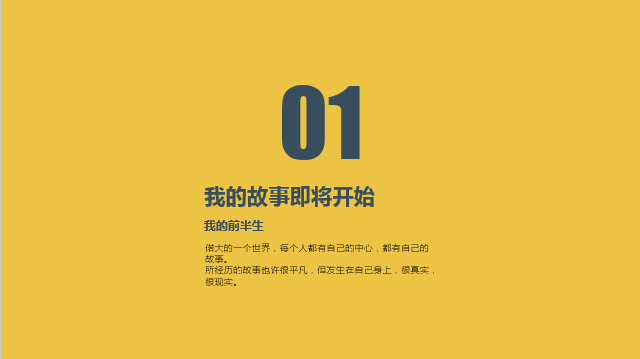 01
我的故事即将开始
我的前半生
偌大的一个世界，每个人都有自己的中心，都有自己的
故事。
所经历的故事也许很平凡，但发生在自己身上，很真实，
很现实。